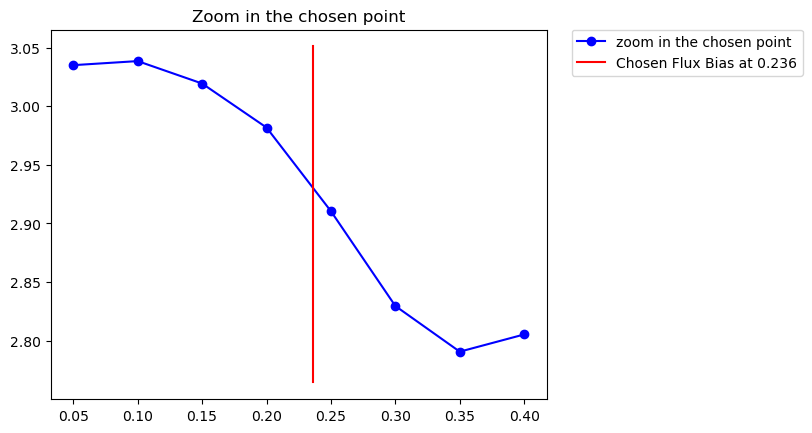 Zoom in the chosen point
3.05
3.00
2.95
2.90
2.85
2.80
0.05 0.10 0.15 0.20 0.25 0.30 0.35 0.40
zoom in the chosen point
Chosen Flux Bias at 0.236